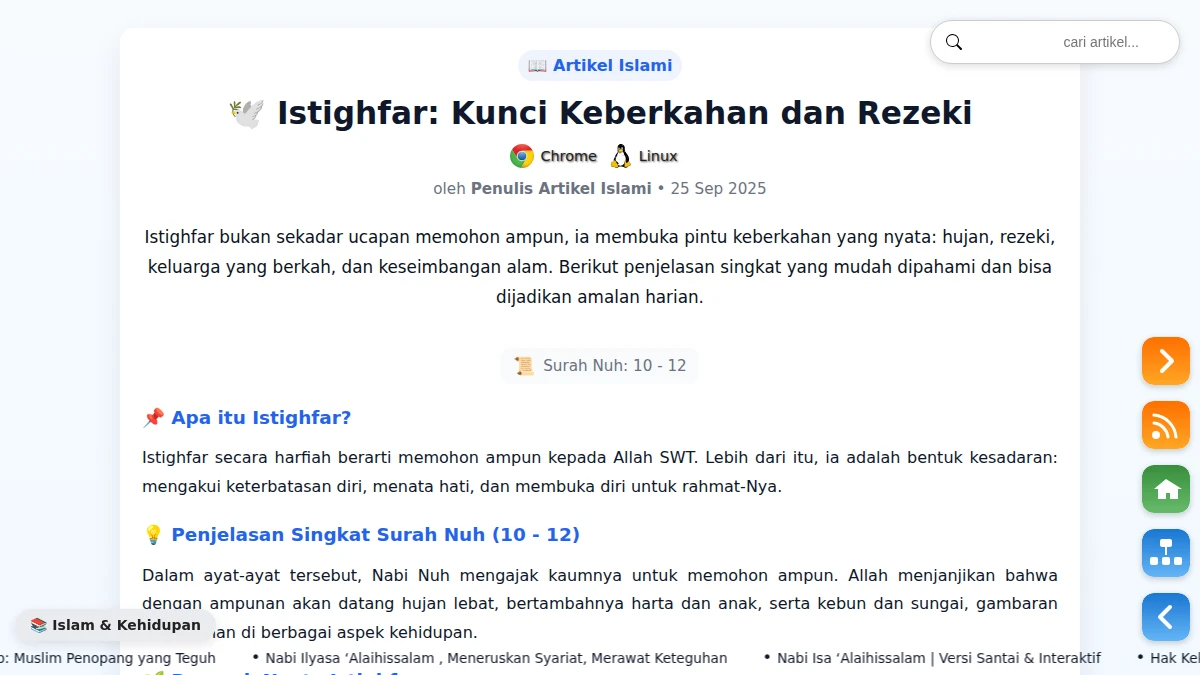 cari artikel...
📖 Artikel Islami
🕊️ Istighfar: Kunci Keberkahan dan Rezeki
Chrome Linux
oleh Penulis Artikel Islami • 25 Sep 2025
Istighfar bukan sekadar ucapan memohon ampun, ia membuka pintu keberkahan yang nyata: hujan, rezeki,
keluarga yang berkah, dan keseimbangan alam. Berikut penjelasan singkat yang mudah dipahami dan bisa
dijadikan amalan harian.
📜 Surah Nuh: 10 - 12
📌 Apa itu Istighfar?
Istighfar secara harfiah berarti memohon ampun kepada Allah SWT. Lebih dari itu, ia adalah bentuk kesadaran:
mengakui keterbatasan diri, menata hati, dan membuka diri untuk rahmat-Nya.
💡 Penjelasan Singkat Surah Nuh (10 - 12)
Dalam ayat-ayat tersebut, Nabi Nuh mengajak kaumnya untuk memohon ampun. Allah menjanjikan bahwa
dengan ampunan akan datang hujan lebat, bertambahnya harta dan anak, serta kebun dan sungai, gambaran
di berbagai aspek kehidupan.
📚 Islam & Kehidupan
Muslim Penopang yang Teguh • Nabi Ilyasa ‘Alaihissalam , Meneruskan Syariat, Merawat Keteguhan • Nabi Isa ‘Alaihissalam | Versi Santai & Interaktif • Hak